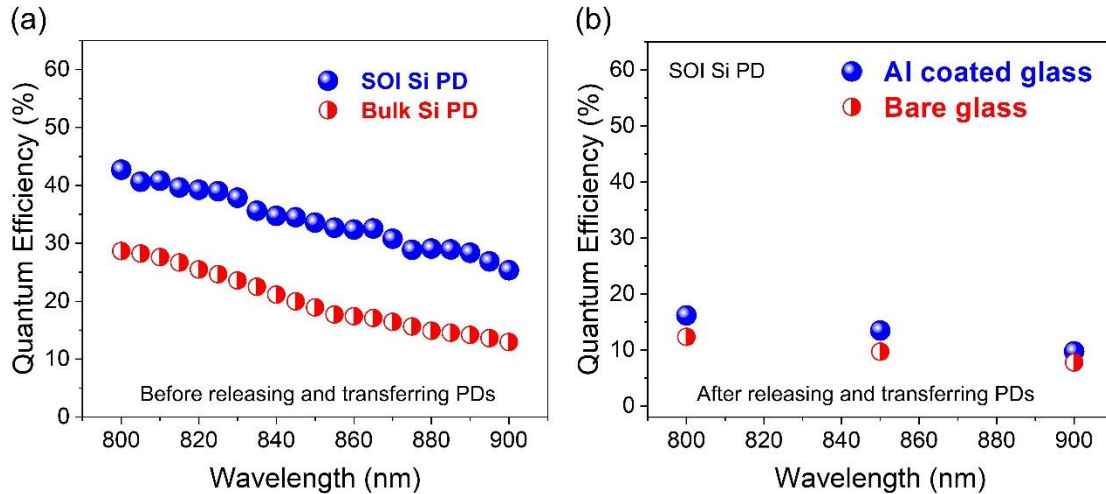 (a)
60
50
40
30
20
10
0
Quantum Efficiency (%)
SOI Si PD
Bulk Si PD
Before releasing and transferring PDs
800 820 840 860 880 900
Wavelength (nm)
(b)
60
50
40
30
20
10
0
Quantum Efficiency (%)
SOI Si PD
Al coated glass
Bare glass
After releasing and transferring PDs
800 820 840 860 880 900
Wavelength (nm)